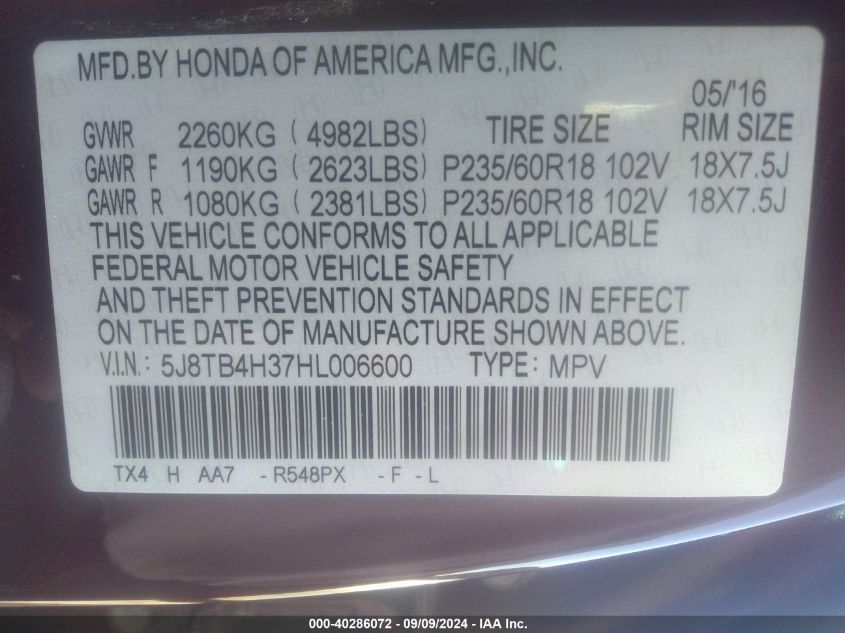 MFD.BY HONDA OF AMERICA MFG.,INC.
05/'16
GVWR 2260KG ( 4982LBS) TIRE SIZE RIM SIZE
GAWR F 1190KG ( 2623LBS) P235/60R18 102V 18X7.5J
GAWR R 1080KG ( 2381LBS) P235/60R18 102V 18X7.5J
THIS VEHICLE CONFORMS TO ALL APPLICABLE
FEDERAL MOTOR VEHICLE SAFETY
AND THEFT PREVENTION STANDARDS IN EFFECT
ON THE DATE OF MANUFACTURE SHOWN ABOVE.
V.I.N.: 5J8TB4H37HL006600 TYPE: MPV
TX4 H AA7 -R548PX -F -L
000-40286072 - 09/09/2024 - IAA Inc.